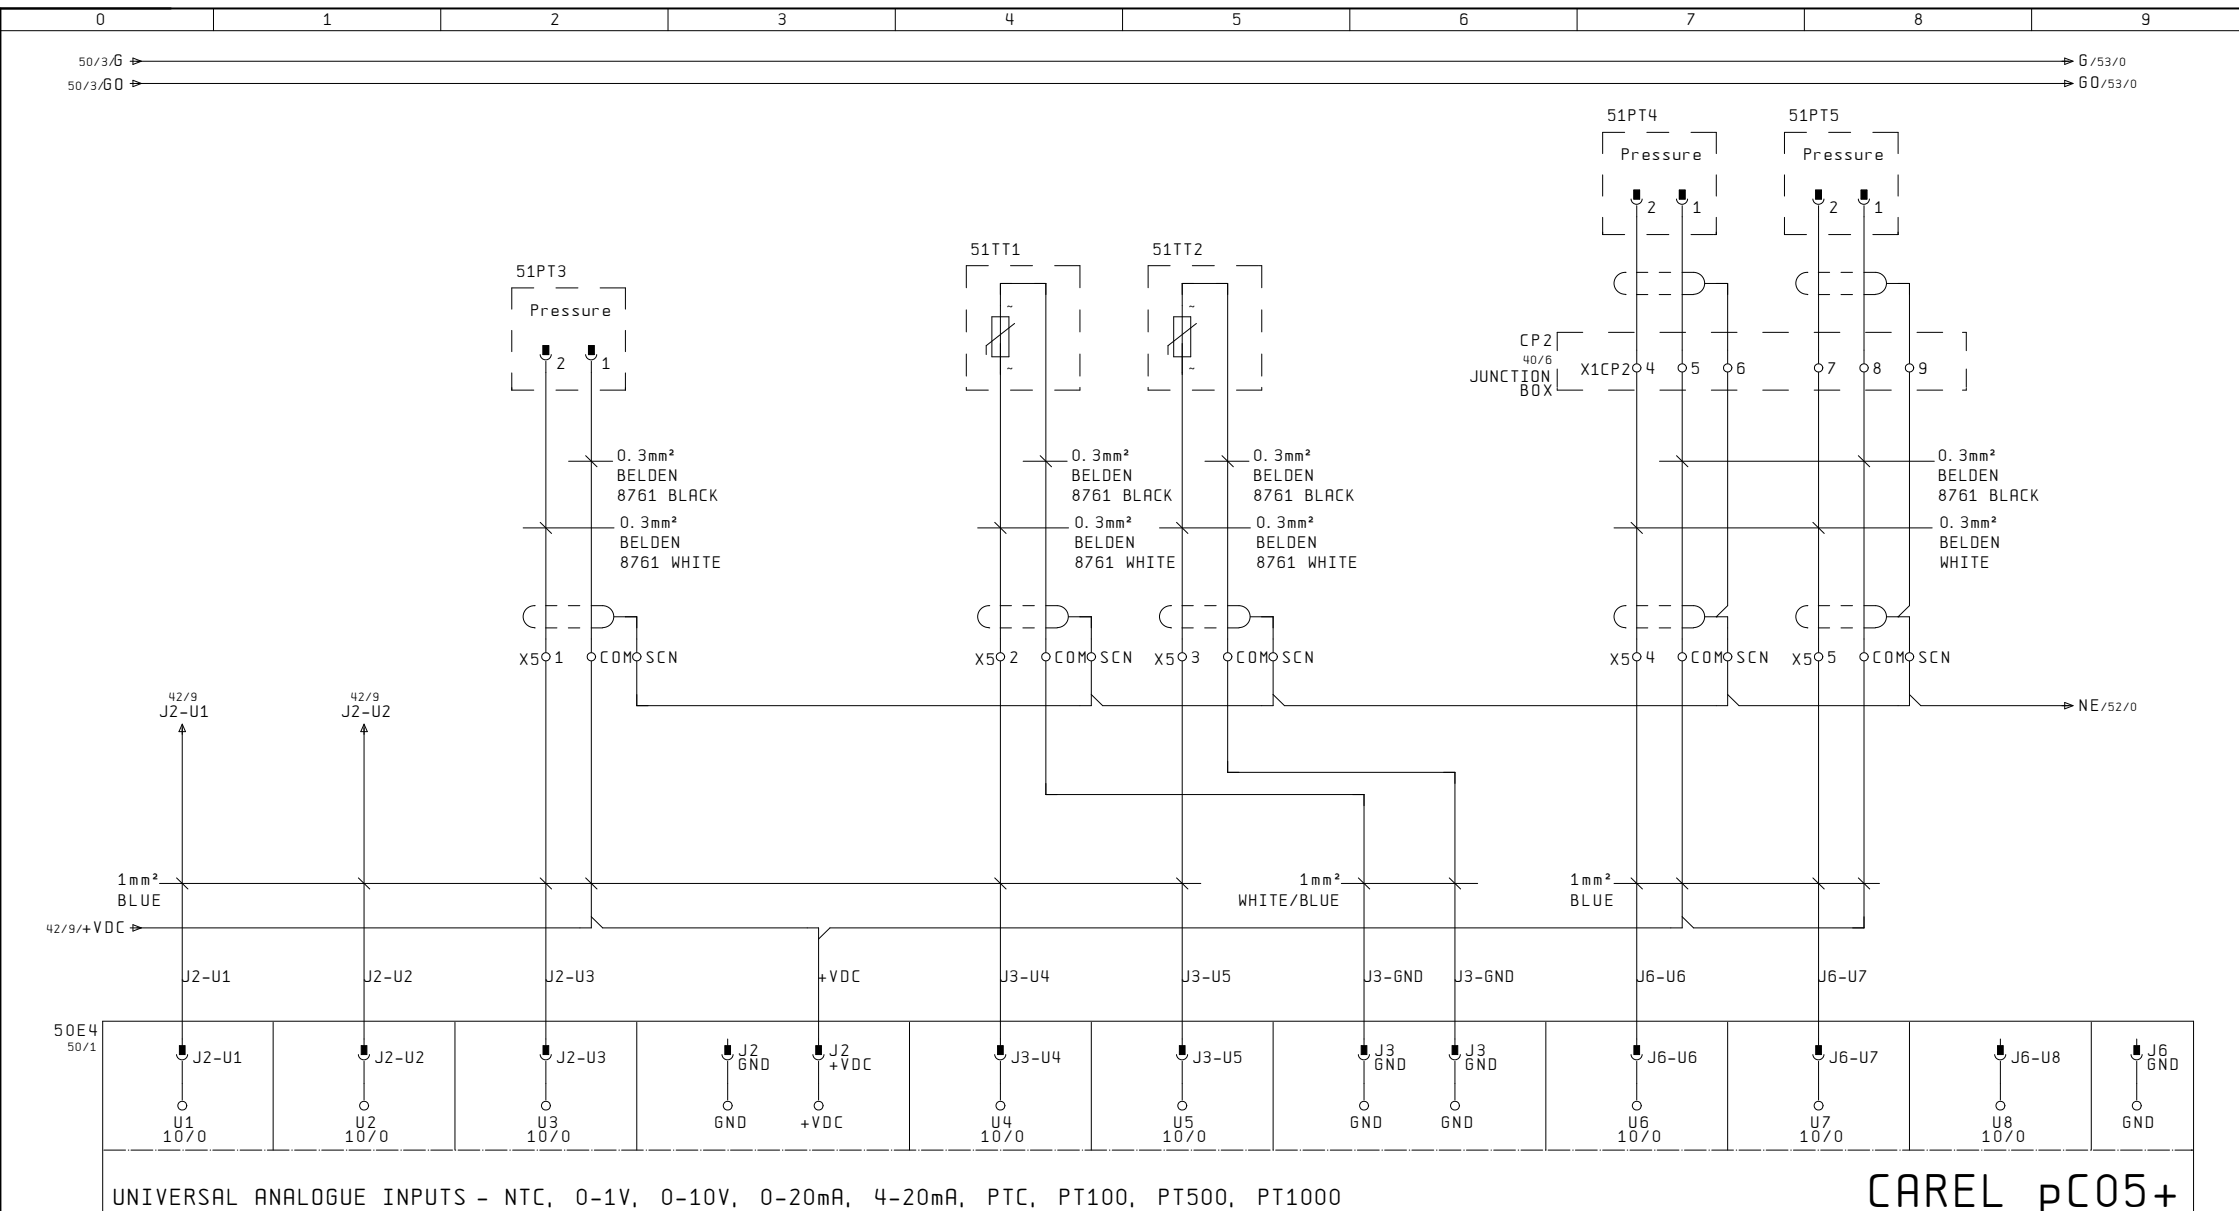 0 1 2 3 4 5 6 7 8 9
50/3/G G/53/0
50/3/G0 G0/53/0
51PT4 51PT5
Pressure Pressure
2 1 2 1
51TT1 51TT2
51PT3
Pressure
~ ~
2 1
~ ~
CP2
40/6
JUNCTION
BOX
X1CP2 4 5 6 7 8 9
0.3mm² 0.3mm² 0.3mm² 0.3mm²
BELDEN BELDEN BELDEN BELDEN
8761 BLACK 8761 BLACK 8761 BLACK 8761 BLACK
0.3mm² 0.3mm² 0.3mm² 0.3mm²
BELDEN BELDEN BELDEN BELDEN
8761 WHITE 8761 WHITE 8761 WHITE WHITE
X5 1 COM SCN X5 2 COM SCN X5 3 COM SCN X5 4 COM SCN X5 5 COM SCN
42/9 42/9
J2-U1 J2-U2
NE/52/0
1mm² 1mm² 1mm²
BLUE WHITE/BLUE BLUE
42/9/+VDC
J2-U1 J2-U2 J2-U3 +VDC J3-U4 J3-U5 J3-GND J3-GND J6-U6 J6-U7
50E4
50/1
J2-U1 J2-U2 J2-U3 J2 GND J2 +VDC J3-U4 J3-U5 J3 GND J3 GND J6-U6 J6-U7 J6-U8 J6 GND
U1 U2 U3 GND +VDC U4 U5 GND GND U6 U7 U8 GND
10/0 10/0 10/0 10/0 10/0 10/0 10/0 10/0
UNIVERSAL ANALOGUE INPUTS - NTC, 0-1V, 0-10V, 0-20mA, 4-20mA, PTC, PT100, PT500, PT1000
CAREL pCO5+